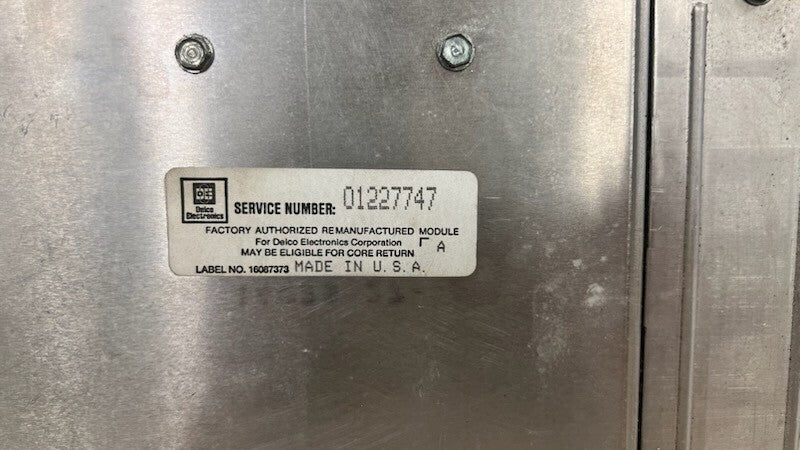 Delco
Electronics
SERVICE NUMBER: 01227747
FACTORY AUTHORIZED REMANUFACTURED MODULE
For Delco Electronics Corporation
A
MAY BE ELIGIBLE FOR CORE RETURN
LABEL NO. 16087373 MADE IN U.S.A.